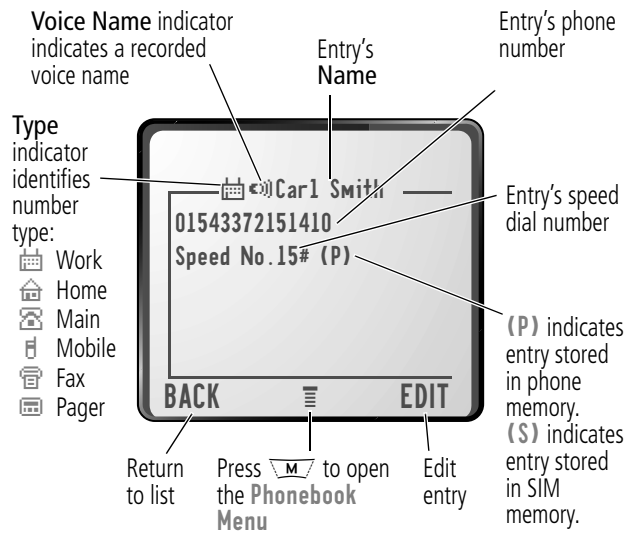 Voice Name indicator
indicates a recorded
voice name
Entry's
Name
Entry's phone
number
Type
indicator
identifies
number
type:
Work
Home
Main
Mobile
Fax
Pager
Carl Smith
01543372151410
Speed No.15# (P)
BACK
EDIT
Entry's speed
dial number
(P) indicates
entry stored
in phone
memory.
(S) indicates
entry stored
in SIM
memory.
Return
to list
Press M to open
the Phonebook
Menu
Edit
entry